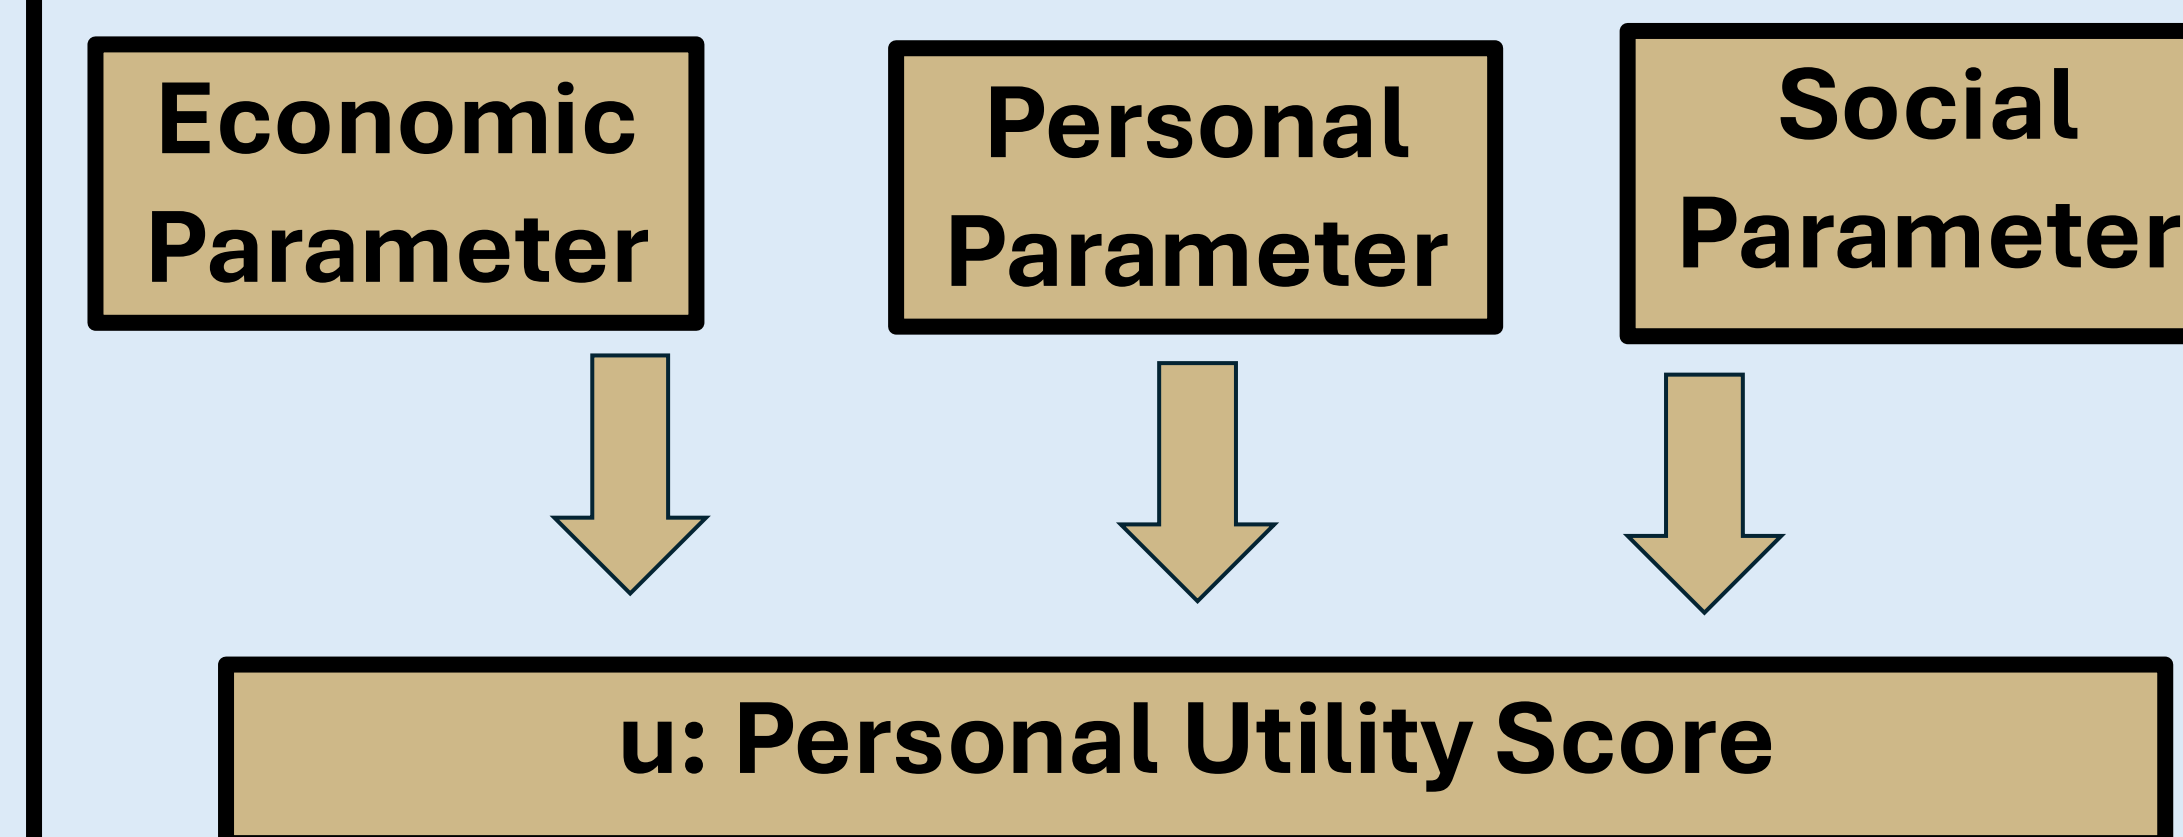 Economic
Parameter
Personal
Parameter
Social
Parameter
u: Personal Utility Score